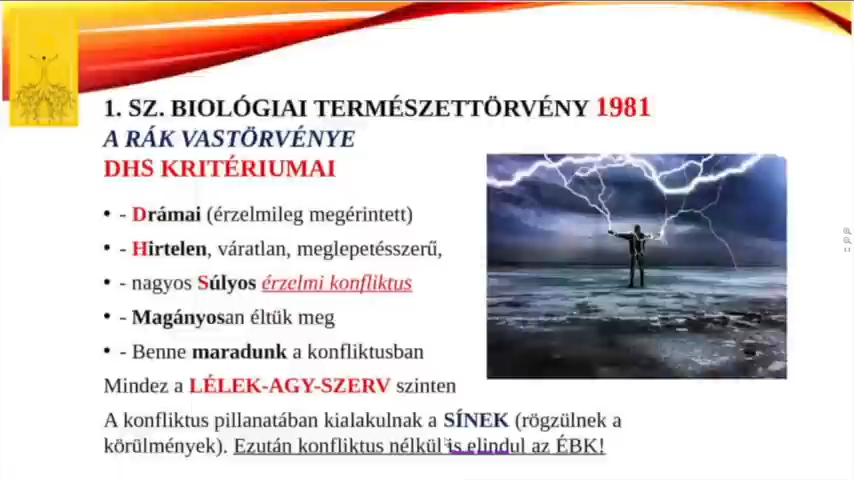 1. SZ. BIOLÓGIAI TERMÉSZETTÖRVÉNY 1981
A RÁK VASTÖRVÉNYE
DHS KRITÉRIUMAI
• - Drámai (érzelmileg megérintett)
• - Hirtelen, váratlan, meglepetésszerű,
• - nagyos Súlyos érzelmi konfliktus
• - Magányosan éltük meg
• - Benne maradunk a konfliktusban
Mindez a LÉLEK-AGY-SZERV szinten
A konfliktus pillanatában kialakulnak a SÍNEK (rögzülnek a
körülmények). Ezután konfliktus nélkül is elindul az ÉBK!